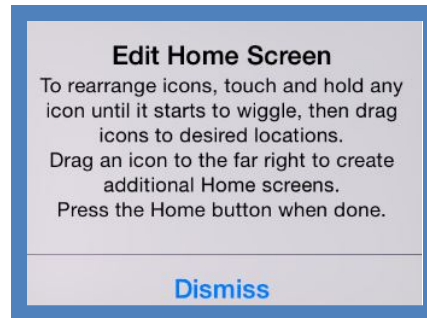 Edit Home Screen
To rearrange icons, touch and hold any
icon until it starts to wiggle, then drag
icons to desired locations.
Drag an icon to the far right to create
additional Home screens.
Press the Home button when done.
Dismiss